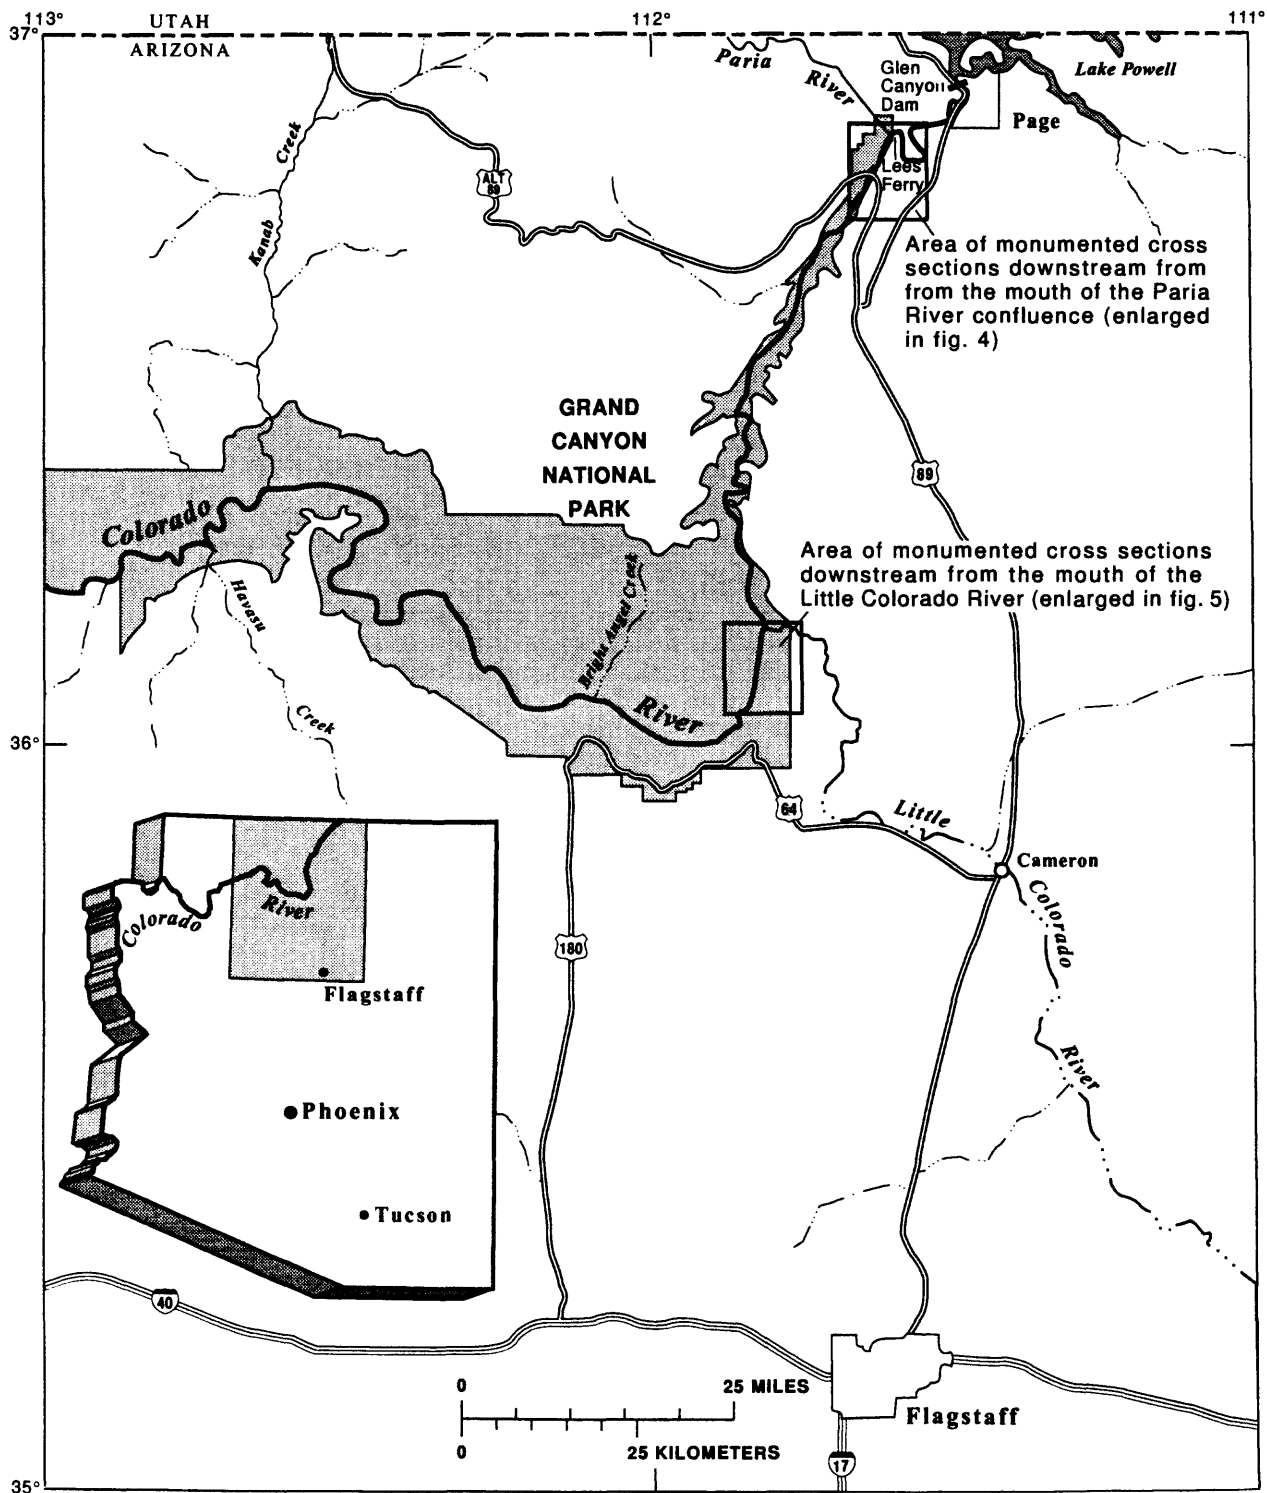 113°
UTAH
112°
111°
37°
ARIZONA
Paria
River
Glen
Canyon
Dam
Lake Powell
Page
Lees
Ferry
Kanab
Creek
ALT
89
Area of monumented cross
sections downstream from
from the mouth of the Paria
River confluence (enlarged
in fig. 4)
GRAND
CANYON
NATIONAL
PARK
89
Colorado
Area of monumented cross sections
downstream from the mouth of the
Little Colorado River (enlarged in fig. 5)
Havasu
Creek
Bright Angel Creek
River
36°
64
Little
Cameron
Colorado
River
Colorado
River
Flagstaff
180
Phoenix
Tucson
40
0
25 MILES
0
25 KILOMETERS
Flagstaff
17
35°